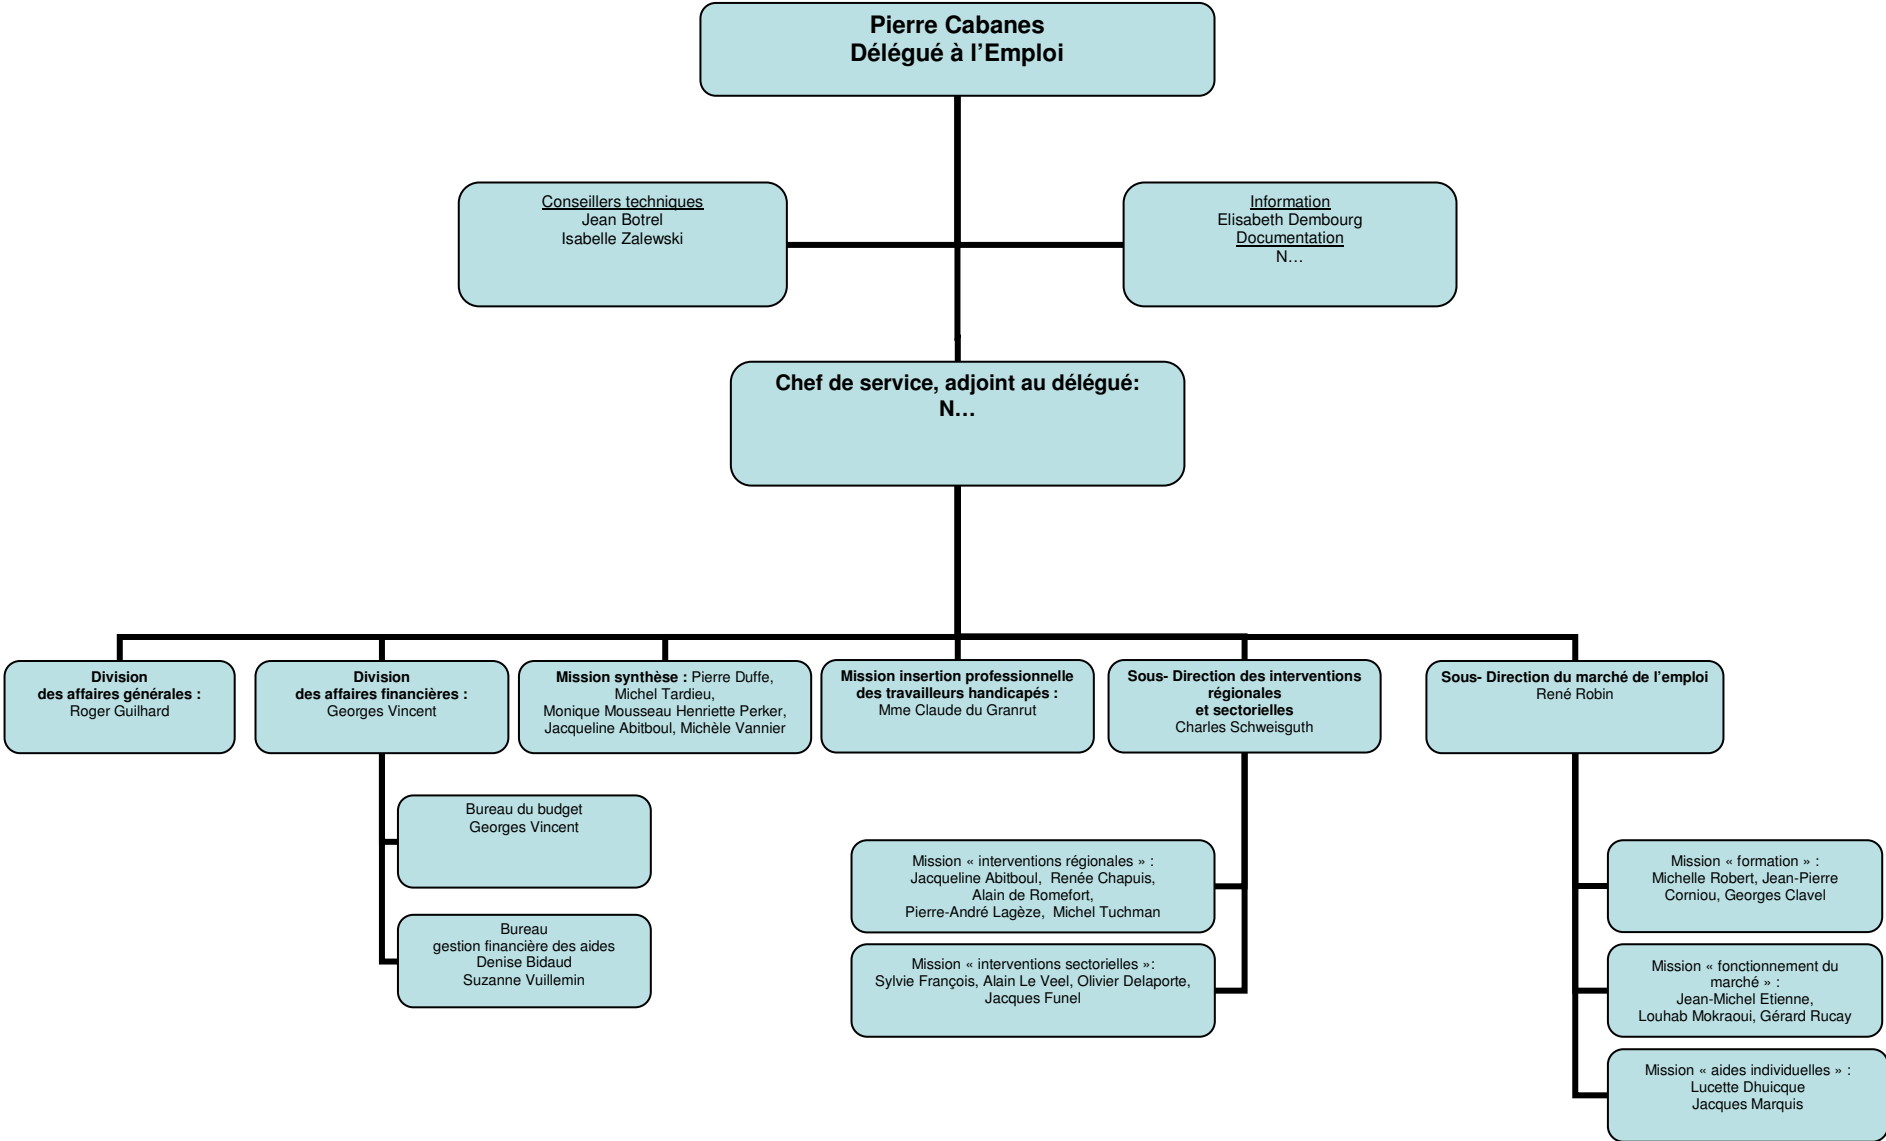 Pierre Cabanes
Délégué à l'Emploi
Conseillers techniques
Jean Botrel
Isabelle Zalewski
Information
Elisabeth Dembourg
Documentation
N…
Chef de service, adjoint au délégué:
N…
Division
des affaires générales :
Roger Guilhard
Division
des affaires financières :
Georges Vincent
Mission synthèse : Pierre Duffe,
Michel Tardieu,
Monique Mousseau Henriette Perker,
Jacqueline Abitboul, Michèle Vannier
Mission insertion professionnelle
des travailleurs handicapés :
Mme Claude du Granrut
Sous- Direction des interventions
régionales
et sectorielles
Charles Schweisguth
Sous- Direction du marché de l'emploi
René Robin
Bureau du budget
Georges Vincent
Bureau
gestion financière des aides
Denise Bidaud
Suzanne Vuillemin
Mission « interventions régionales » :
Jacqueline Abitboul, Renée Chapuis,
Alain de Romefort,
Pierre-André Lagèze, Michel Tuchman
Mission « interventions sectorielles »:
Sylvie François, Alain Le Veel, Olivier Delaporte,
Jacques Funel
Mission « formation » :
Michelle Robert, Jean-Pierre
Corniou, Georges Clavel
Mission « fonctionnement du
marché » :
Jean-Michel Etienne,
Louhab Mokraoui, Gérard Rucay
Mission « aides individuelles » :
Lucette Dhuicque
Jacques Marquis